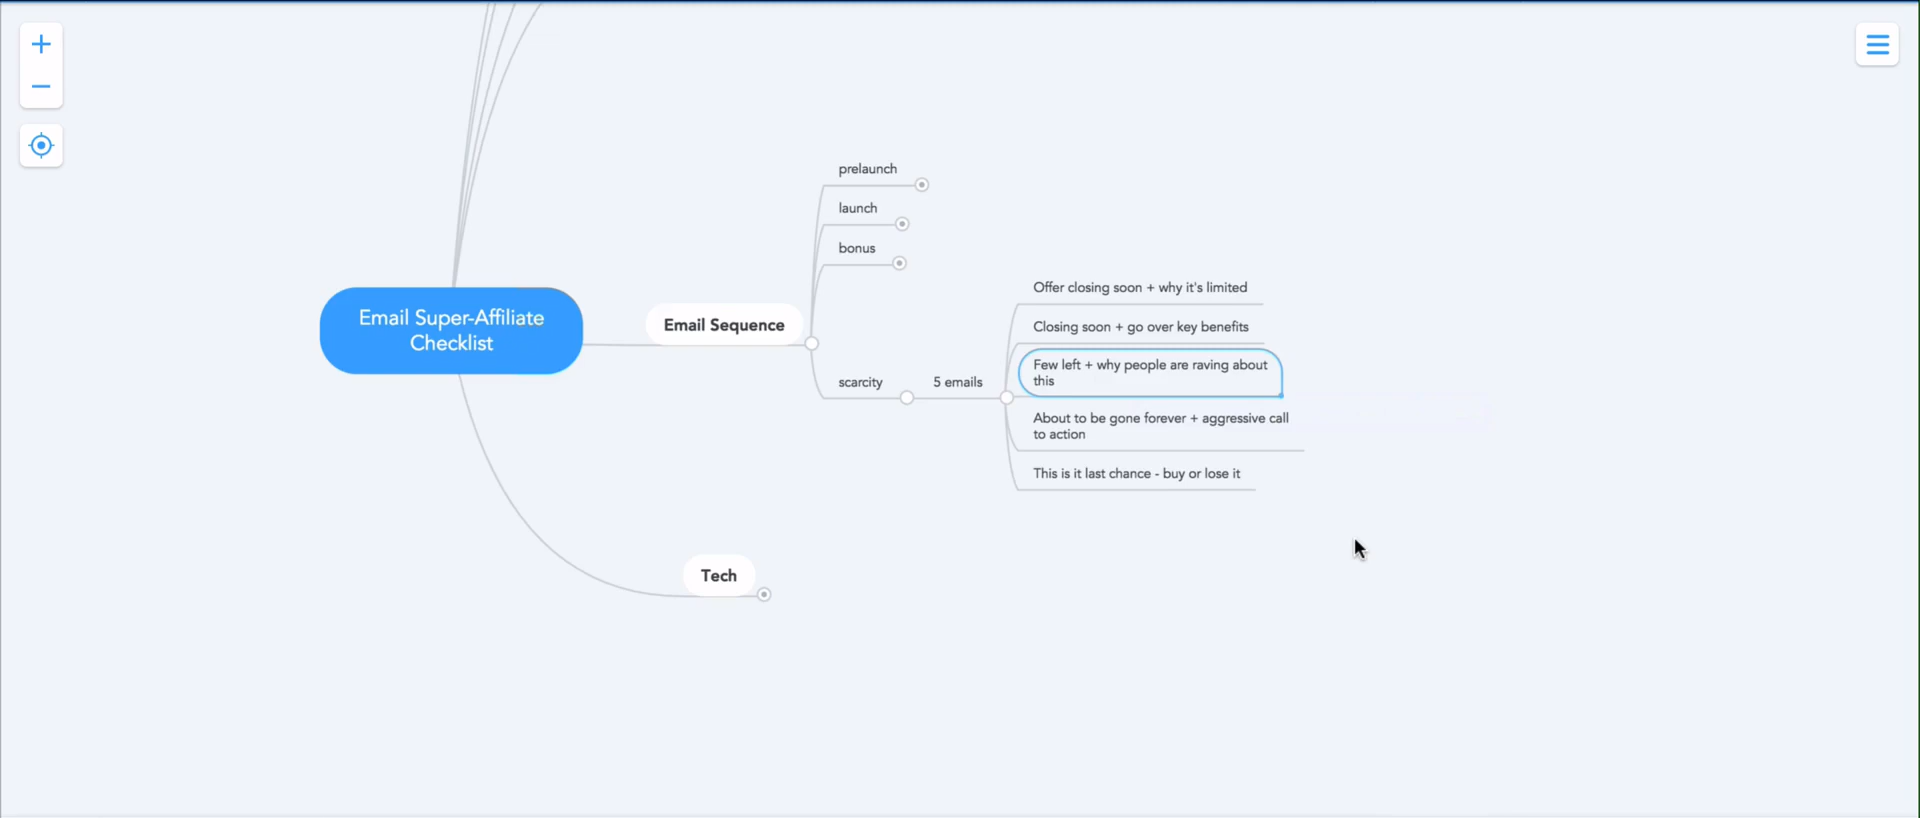 prelaunch
launch
bonus
Offer closing soon + why it's limited
Email Super-Affiliate
Checklist
Email Sequence
Closing soon + go over key benefits
Few left + why people are raving about
this
scarcity
5 emails
About to be gone forever + aggressive call
to action
This is it last chance - buy or lose it
Tech